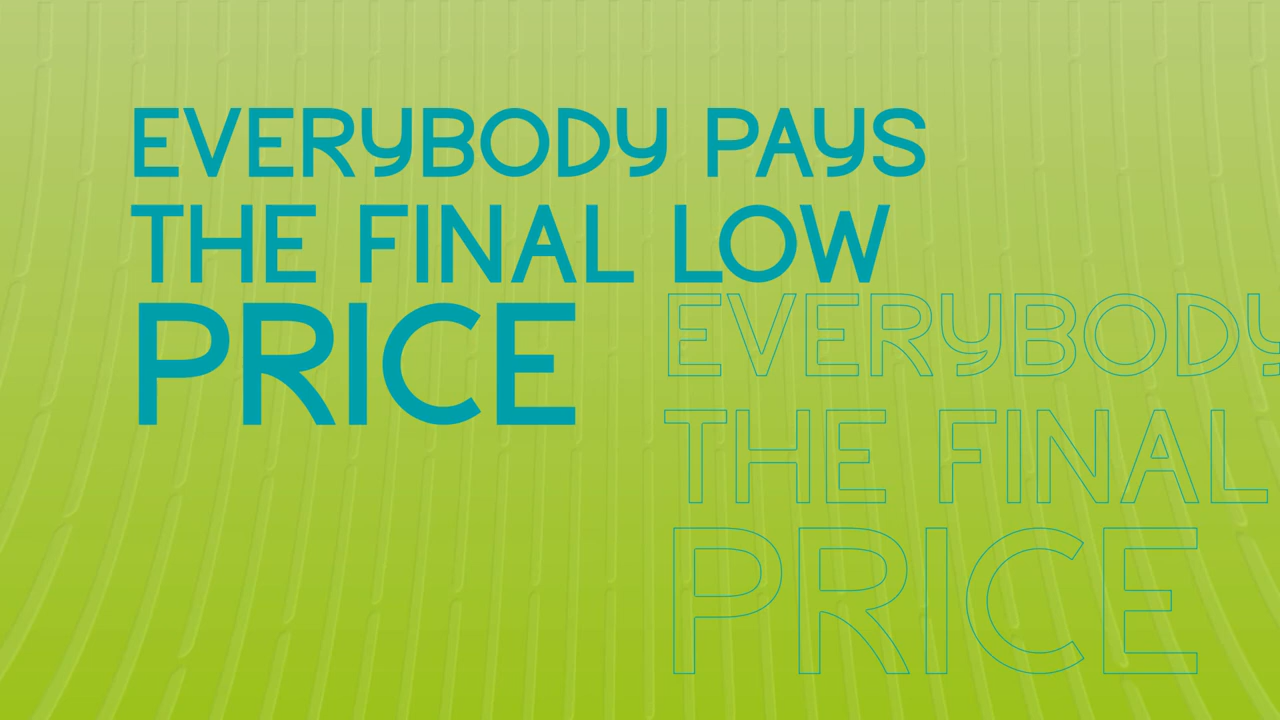 EVERYBODY PAYS
THE FINAL LOW
PRICE
EVERYBODY
THE FINAL
PRICE